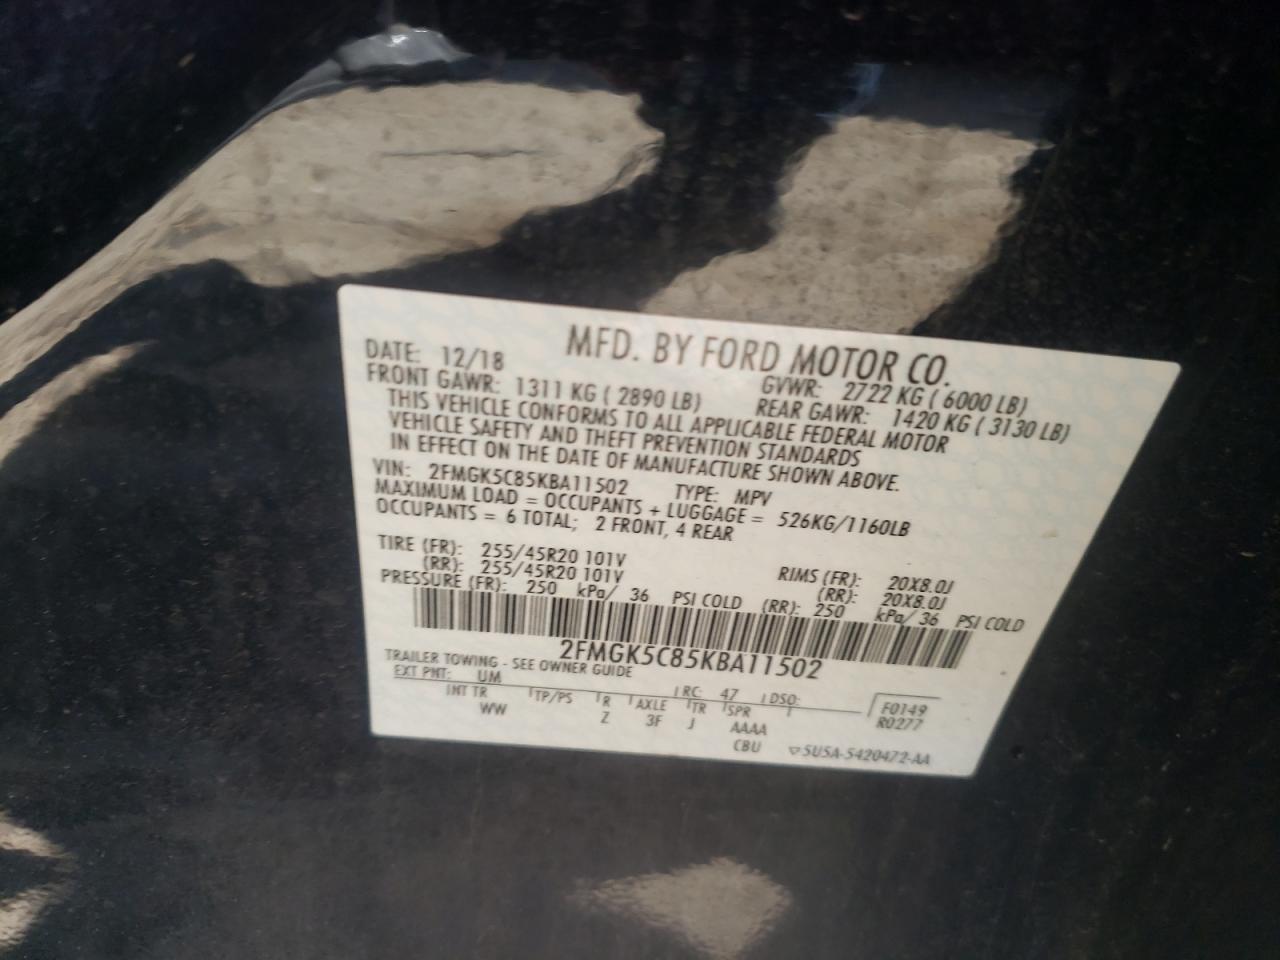 MFD. BY FORD MOTOR CO.
DATE: 12/18 GVWR: 2722 KG ( 6000 LB)
FRONT GAWR: 1311 KG ( 2890 LB) REAR GAWR: 1420 KG ( 3130 LB)
THIS VEHICLE CONFORMS TO ALL APPLICABLE FEDERAL MOTOR
VEHICLE SAFETY AND THEFT PREVENTION STANDARDS
IN EFFECT ON THE DATE OF MANUFACTURE SHOWN ABOVE.
VIN: 2FMGK5C85KBA11502 TYPE: MPV
MAXIMUM LOAD = OCCUPANTS + LUGGAGE = 526KG/1160LB
OCCUPANTS = 6 TOTAL; 2 FRONT, 4 REAR
TIRE (FR): 255/45R20 101V RIMS (FR): 20X8.0J
(RR): 255/45R20 101V (RR): 20X8.0J
PRESSURE (FR): 250 kPa/ 36 PSI COLD (RR): 250 kPa/ 36 PSI COLD
2FMGK5C85KBA11502
TRAILER TOWING - SEE OWNER GUIDE
EXT PNT: UM RC: 47 DSO:
INT TR TP/PS R AXLE TR SPR F0149
WW Z 3F J AAAA R0277
CBU ▽5U5A-5420472-AA